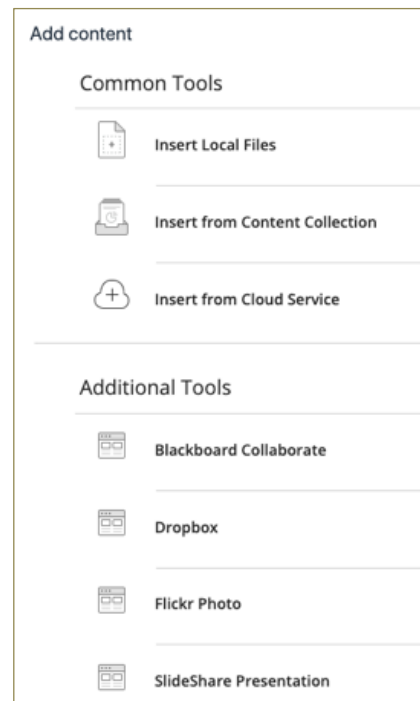 Add content
Common Tools
Insert Local Files
Insert from Content Collection
Insert from Cloud Service
Additional Tools
Blackboard Collaborate
Dropbox
Flickr Photo
SlideShare Presentation